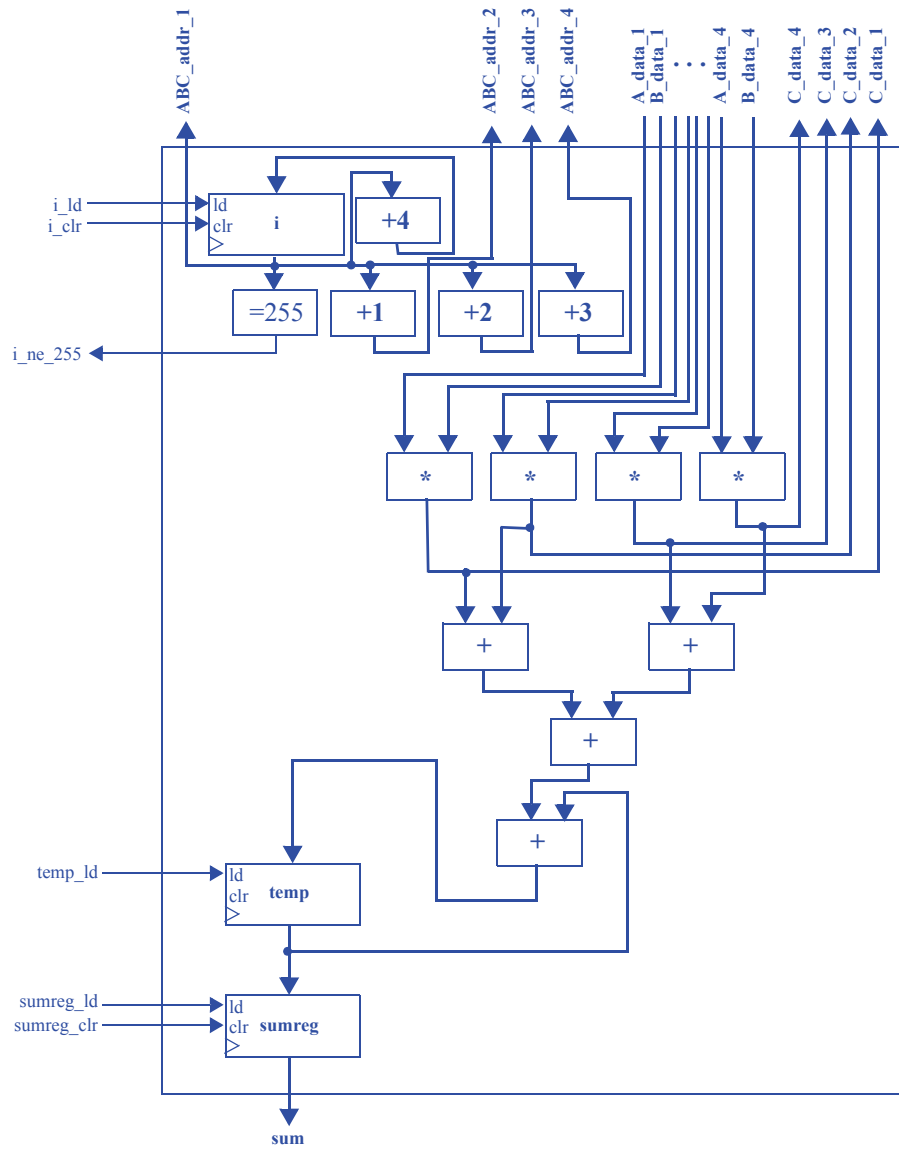 ABC_addr_1
ABC_addr_2
ABC_addr_3
ABC_addr_4
A_data_1
B_data_1
. . .
A_data_4
B_data_4
C_data_4
C_data_3
C_data_2
C_data_1
i_ld
i_clr
ld
clr
i
+4
=255
+1
+2
+3
i_ne_255
*
*
*
*
+
+
+
+
temp_ld
ld
clr
temp
sumreg_ld
sumreg_clr
ld
clr
sumreg
sum